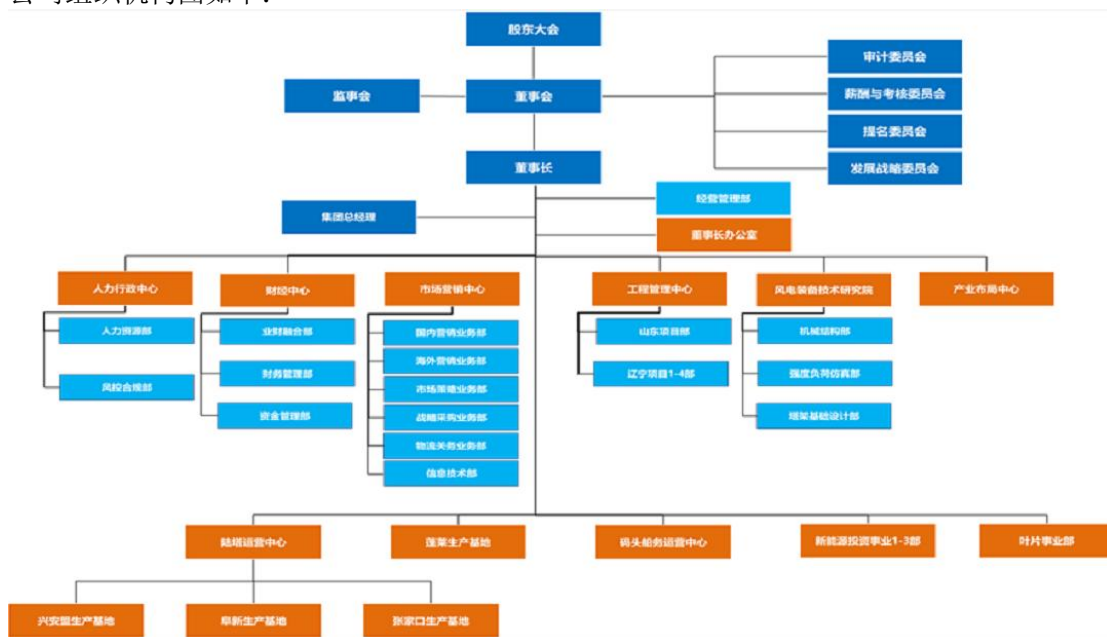 股东大会
审计委员会
监事会
董事会
薪酬与考核委员会
提名委员会
董事长
发展战略委员会
经营管理部
集团总经理
董事长办公室
人力行政中心
财经中心
市场营销中心
工程管理中心
风电装备技术研究院
产业布局中心
人力资源部
业财融合部
国内营销业务部
山东项目部
机械结构部
海外营销业务部
风控合规部
财务管理部
市场策略业务部
辽宁项目1-4部
强度负荷仿真部
资金管理部
战略采购业务部
塔架基础设计部
物流关务业务部
信息技术部
陆塔运营中心
蓬莱生产基地
码头船务运营中心
新能源投资事业1-3部
叶片事业部
兴安盟生产基地
阜新生产基地
张家口生产基地